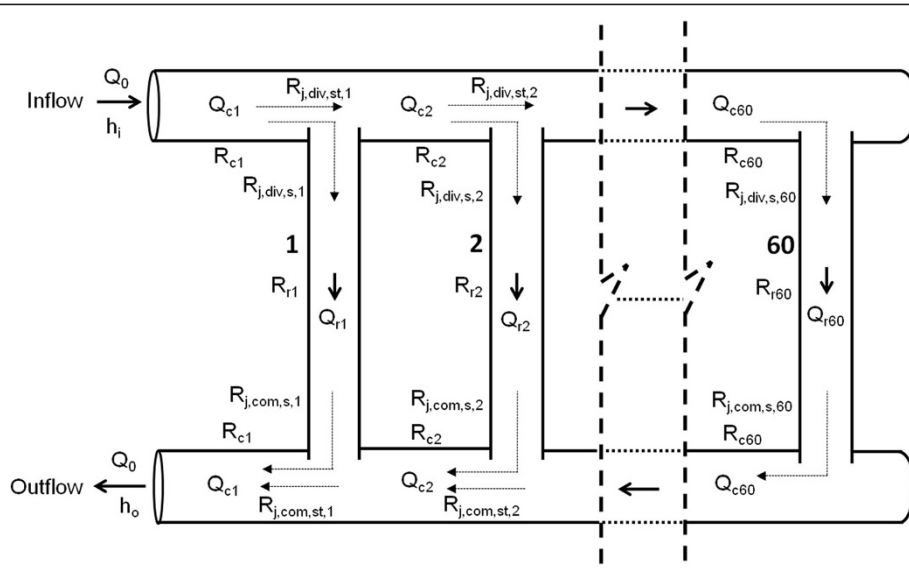 Q0
Inflow
hi
Qc1
Rj,div,st,1
Qc2
Rj,div,st,2
Qc60
Rc1
Rc2
Rc60
Rj,div,s,1
Rj,div,s,2
Rj,div,s,60
1
2
60
Rr1
Rr2
Rr60
Qr1
Qr2
Qr60
Rj,com,s,1
Rj,com,s,2
Rj,com,s,60
Rc1
Rc2
Rc60
Q0
Outflow
ho
Qc1
Qc2
Qc60
Rj,com,st,1
Rj,com,st,2